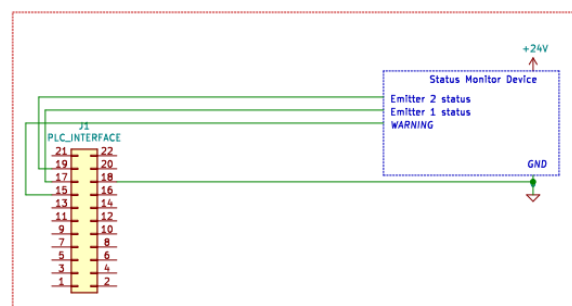 +24V
Status Monitor Device
Emitter 2 status
Emitter 1 status
WARNING
GND
J1
PLC_INTERFACE
21 22
19 20
17 18
15 16
13 14
11 12
9 10
7 8
5 6
3 4
1 2